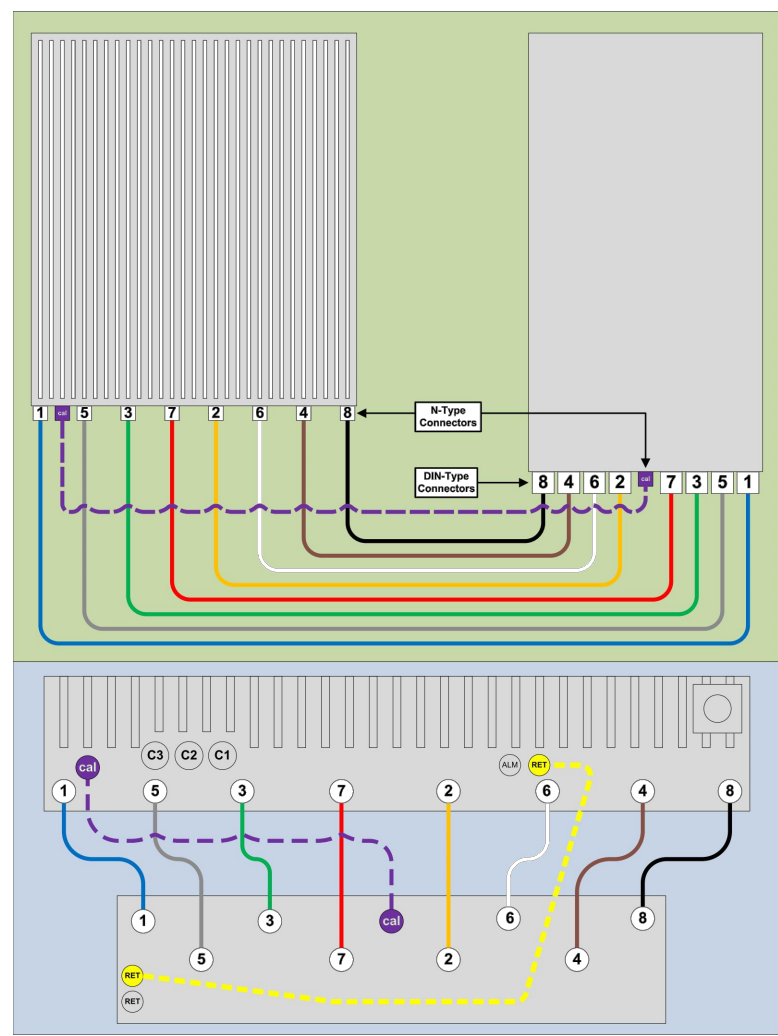 1 cal 5 3 7 2 6 4 8
N-Type
Connectors
DIN-Type
Connectors
8 4 6 2 cal 7 3 5 1
C3 C2 C1
ALM RET
cal
1 5 3 7 2 6 4 8
1 3 cal 6 8
5 7 2 4
RET
RET